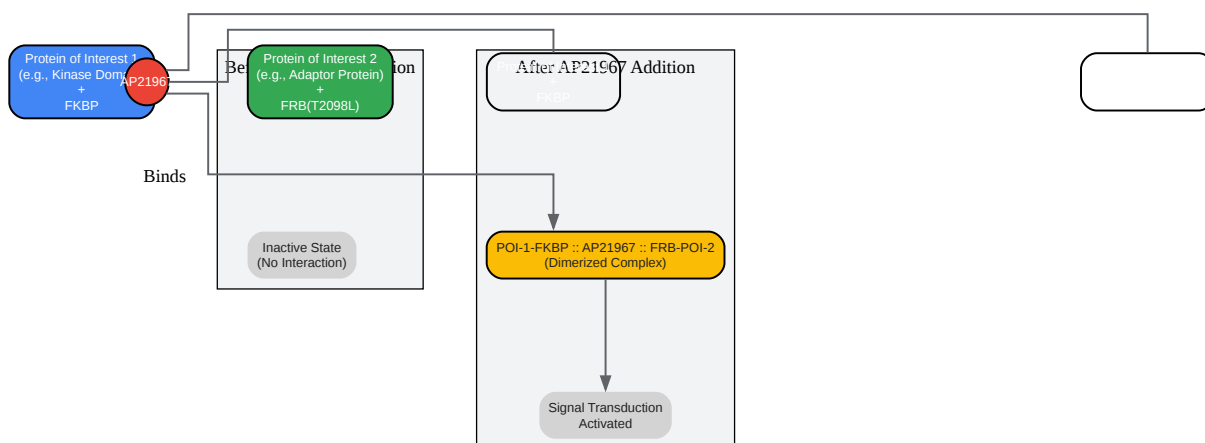 Protein of Interest 1
(e.g., Kinase Dom
+
FKBP
AP21967
Protein of Interest 2
(e.g., Adaptor Protein)
+
FRB(T2098L)
After AP21967 Addition
+
FKBP
Binds
Inactive State
(No Interaction)
POI-1-FKBP :: AP21967 :: FRB-POI-2
(Dimerized Complex)
Signal Transduction
Activated